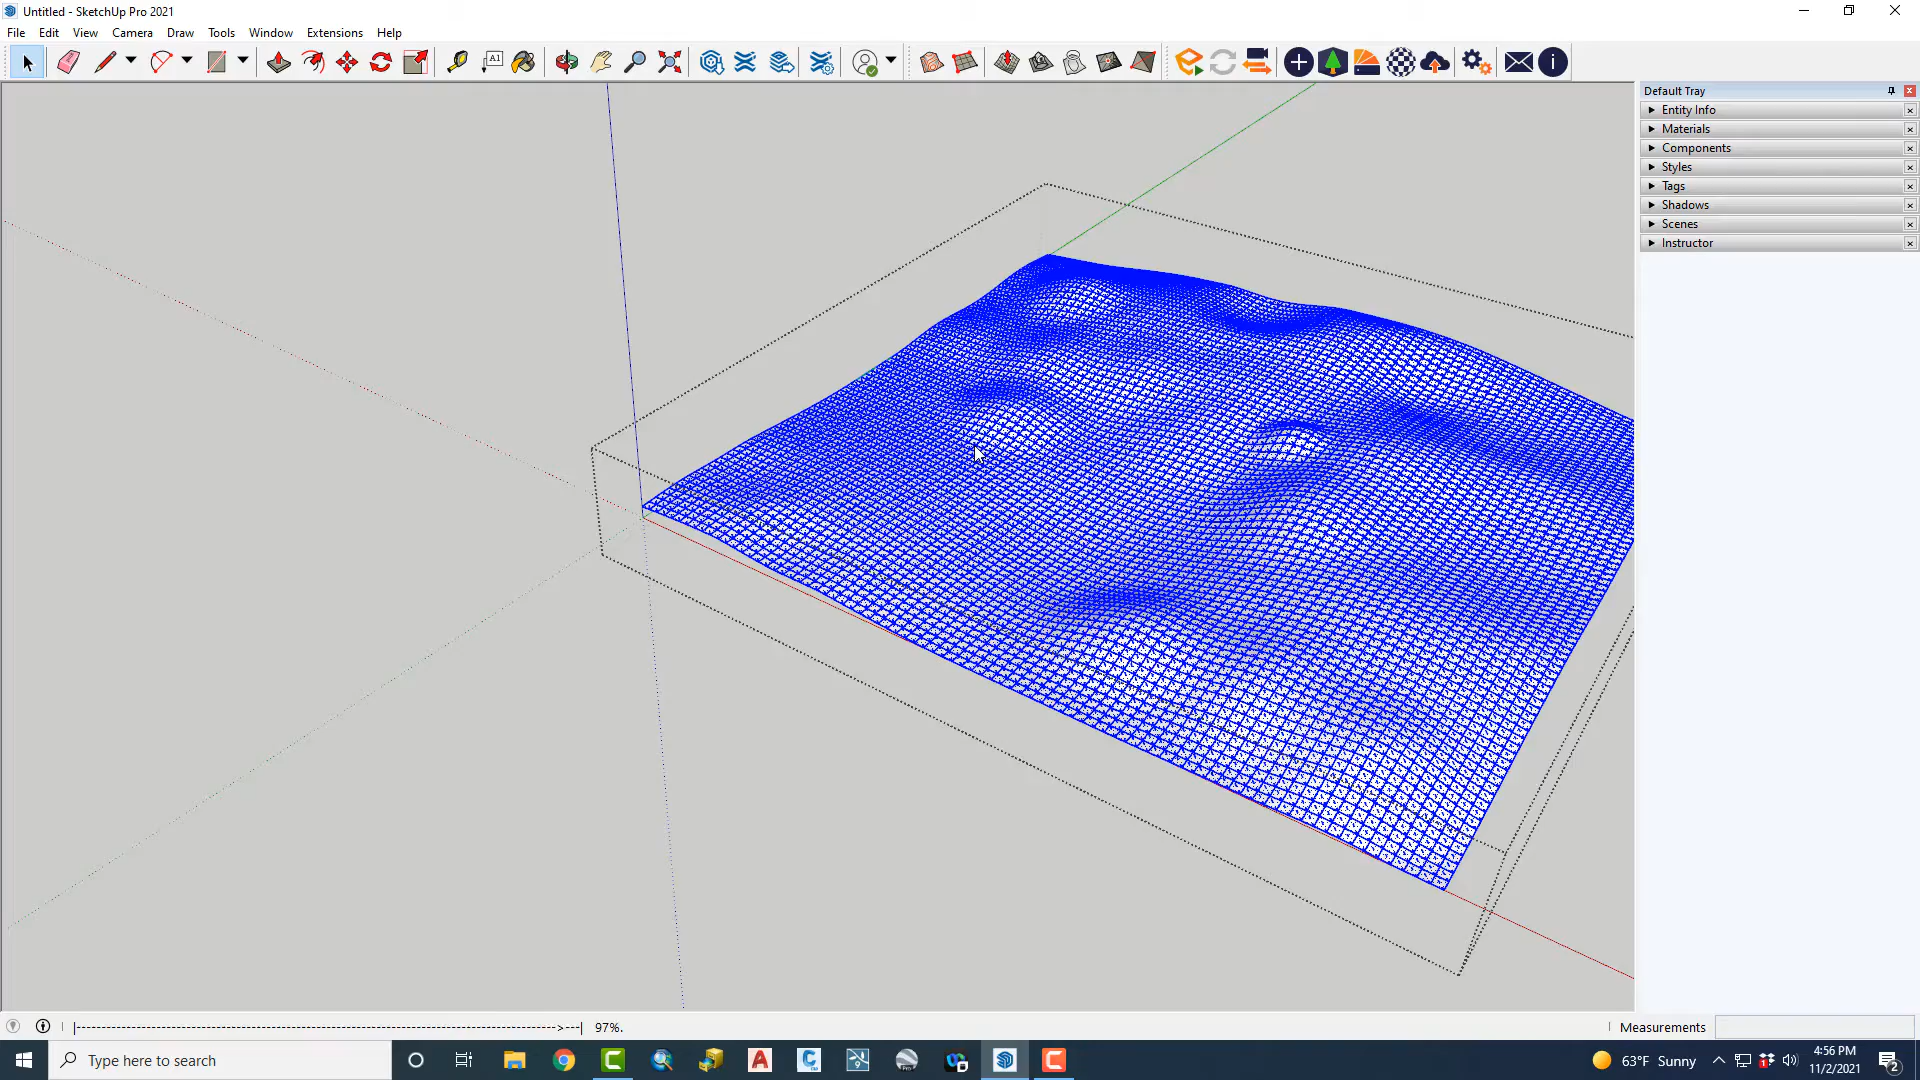 Untitled - SketchUp Pro 2021
File Edit View Camera Draw Tools Window Extensions Help
A1
Default Tray
Entity Info
Materials
Components
Styles
Tags
Shadows
Scenes
Instructor
97%.
Measurements
Type here to search
63°F Sunny
4:56 PM
11/2/2021
2